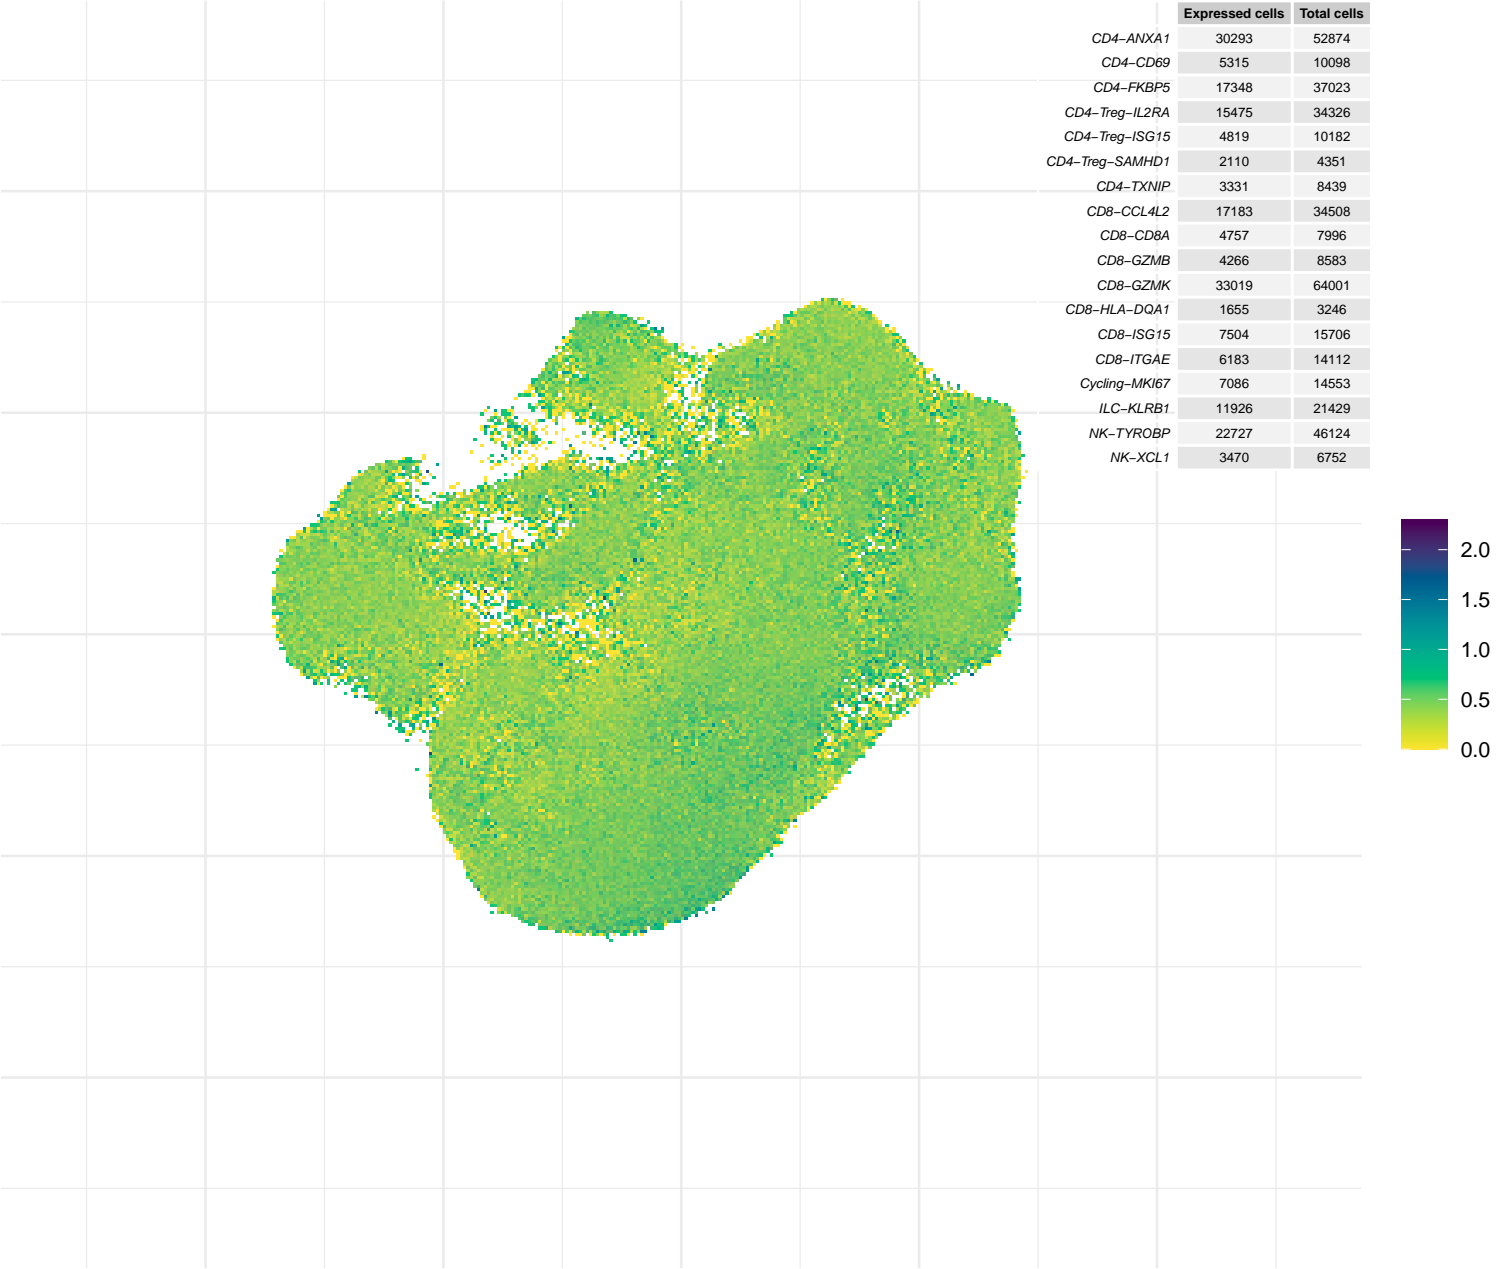 Expressed cells Total cells
CD4−ANXA1 30293 52874
CD4−CD69 5315 10098
CD4−FKBP5 17348 37023
CD4−Treg−IL2RA 15475 34326
CD4−Treg−ISG15 4819 10182
CD4−Treg−SAMHD1 2110 4351
CD4−TXNIP 3331 8439
CD8−CCL4L2 17183 34508
CD8−CD8A 4757 7996
CD8−GZMB 4266 8583
CD8−GZMK 33019 64001
CD8−HLA−DQA1 1655 3246
CD8−ISG15 7504 15706
CD8−ITGAE 6183 14112
Cycling−MKI67 7086 14553
ILC−KLRB1 11926 21429
NK−TYROBP 22727 46124
NK−XCL1 3470 6752
2.0
1.5
1.0
0.5
0.0